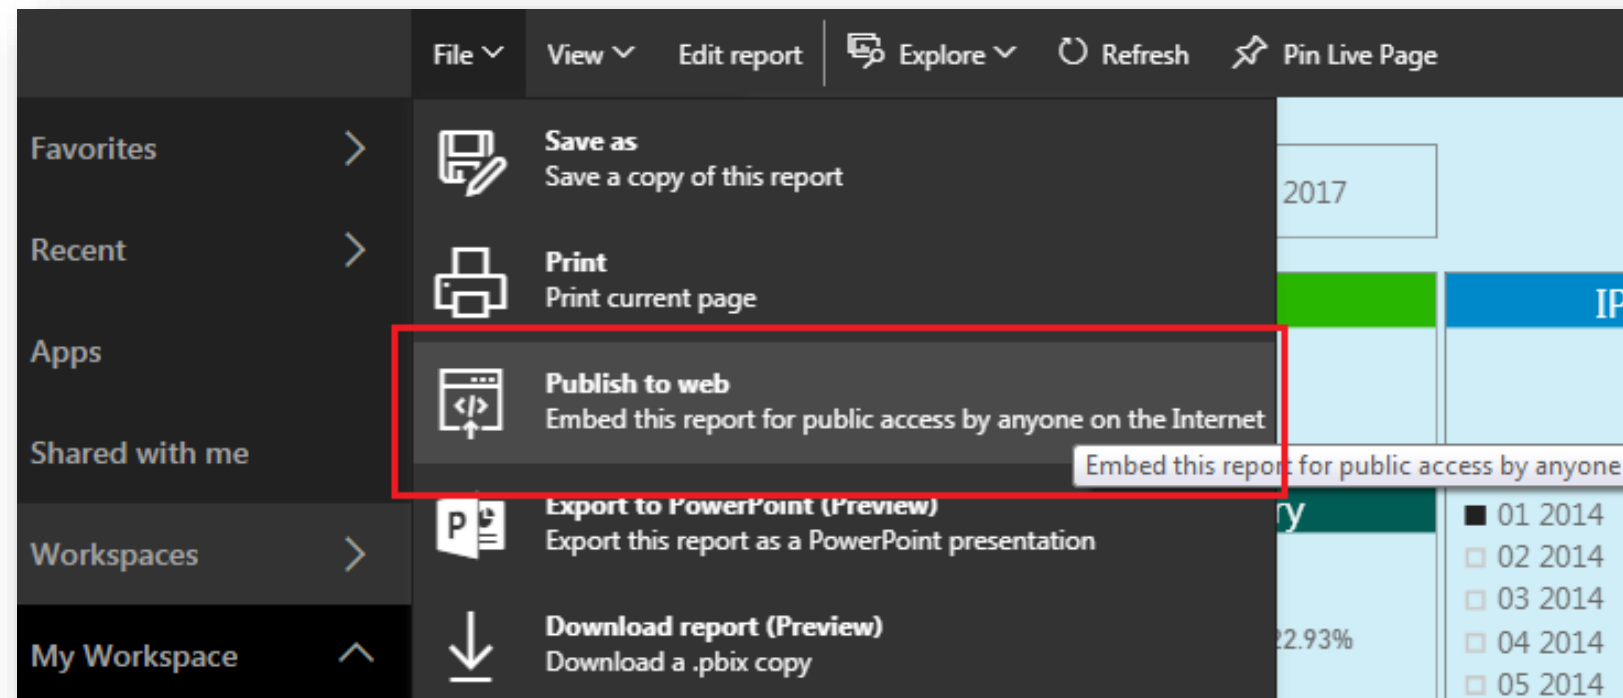 File
View
Edit report
Explore
Refresh
Pin Live Page
Favorites
Recent
Apps
Shared with me
Workspaces
My Workspace
Save as
Save a copy of this report
Print
Print current page
Publish to web
Embed this report for public access by anyone on the Internet
Embed this report for public access by anyone
Export to PowerPoint (Preview)
Export this report as a PowerPoint presentation
Download report (Preview)
Download a .pbix copy
2017
IP
ry
22.93%
01 2014
02 2014
03 2014
04 2014
05 2014